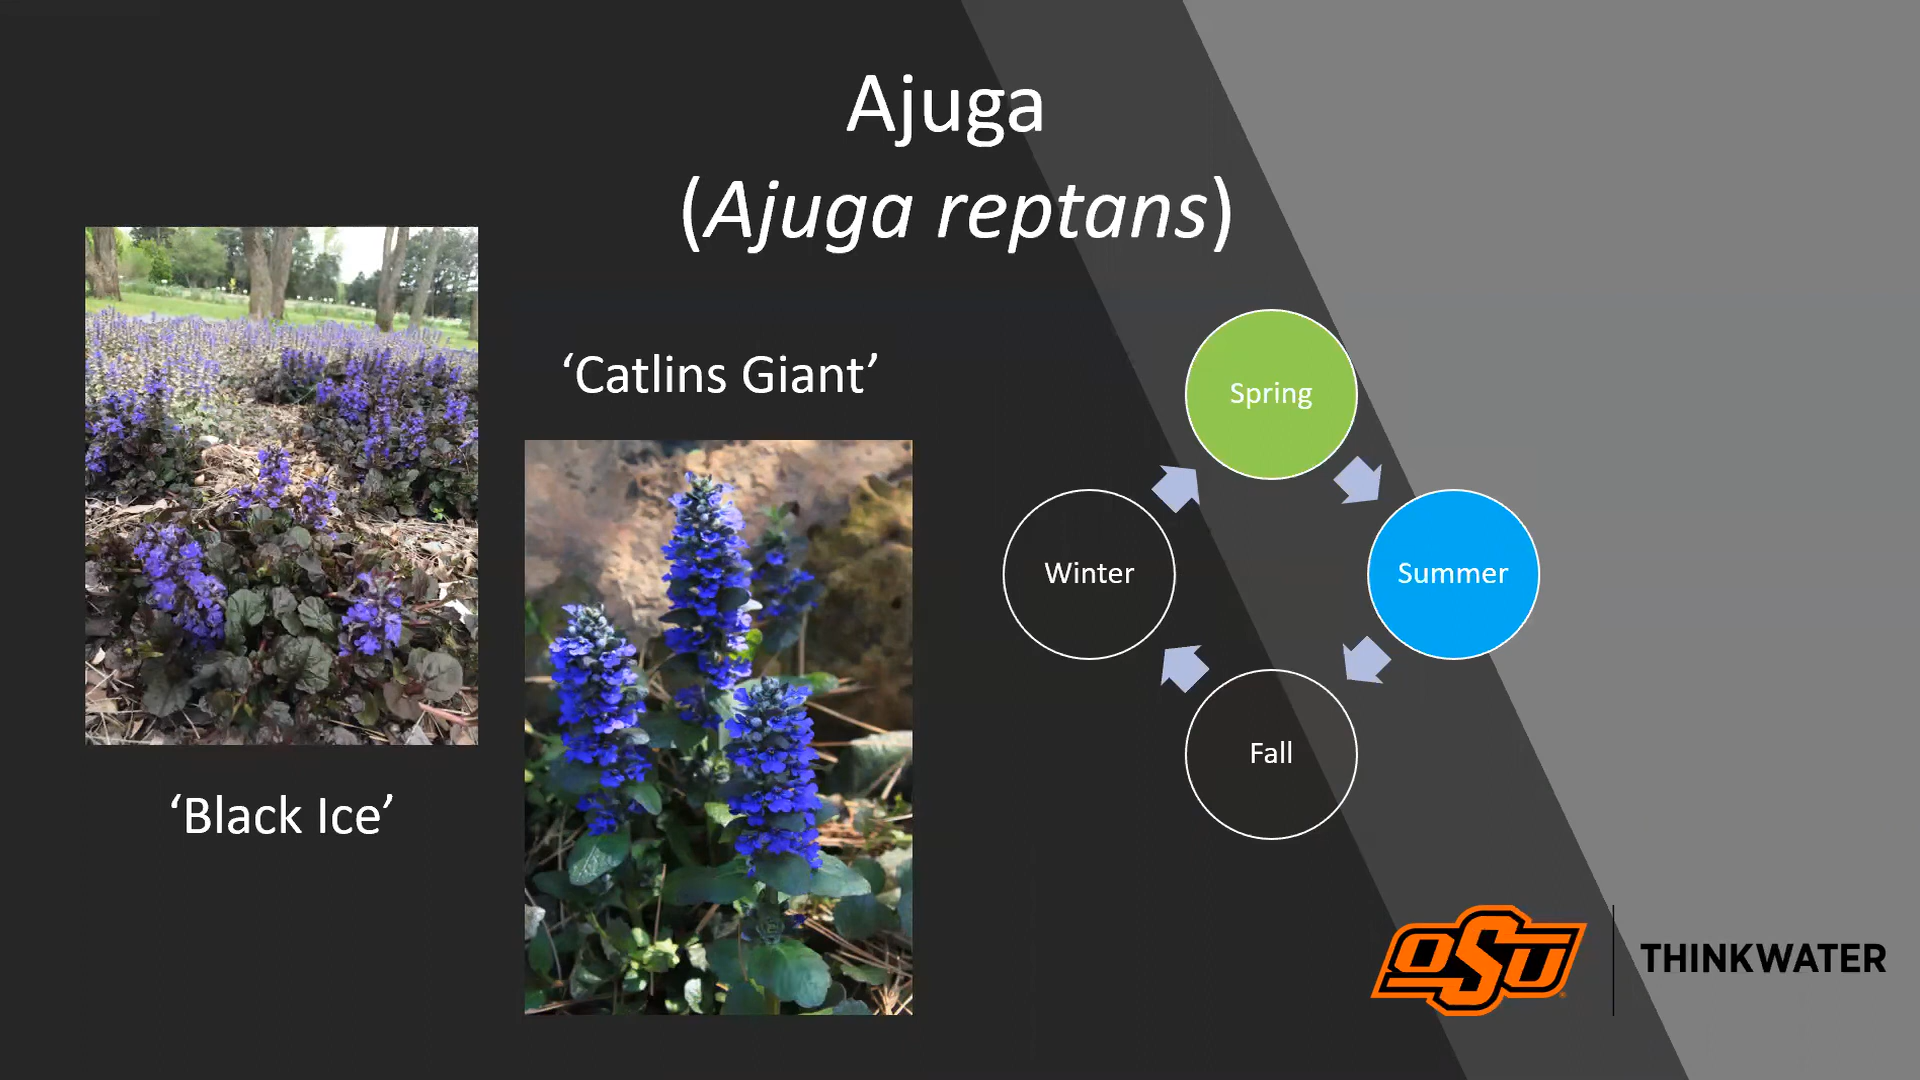 Ajuga
(Ajuga reptans)
‘Catlins Giant’
‘Black Ice’
Spring
Summer
Fall
Winter
OSU
THINKWATER